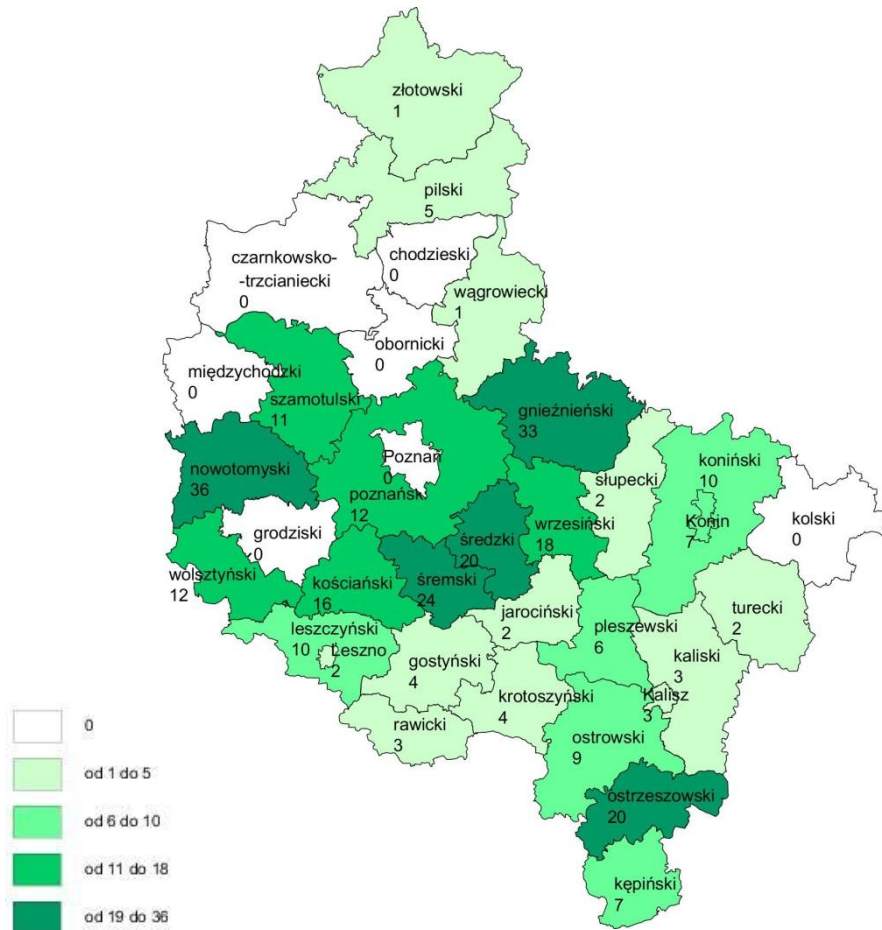 złotowski
1
pilski
5
czarnkowsko-
-trzcianiecki
0
chodzieski
0
wągrowiecki
1
obornicki
0
międzychodzki
0
szamotulski
11
gnieźnieński
33
nowotomyski
36
Poznań
0
poznański
12
słupecki
2
koniński
10
Konin
7
kolski
0
grodziski
0
średzki
20
wrzesiński
18
wolsztyński
12
kościański
16
śremski
24
jarociński
2
turecki
2
leszczyński
10
Leszno
2
gostyński
4
pleszewski
6
kaliski
3
Kalisz
3
krotoszyński
4
rawicki
3
ostrowski
9
ostrzeszowski
20
kępiński
7
0
od 1 do 5
od 6 do 10
od 11 do 18
od 19 do 36